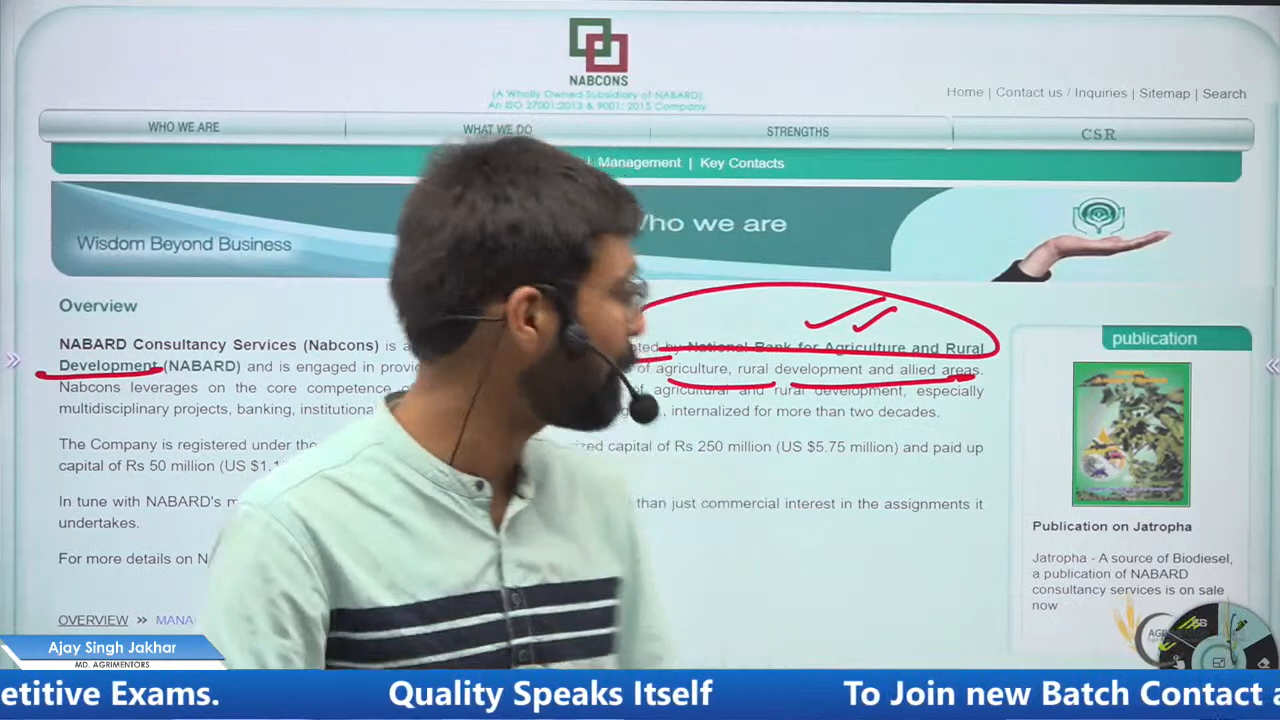 NABCONS
(A Wholly Owned Subsidiary of NABARD)
An ISO 27001:2013 & 9001: 2015 Company
Home | Contact us / Inquiries | Sitemap | Search
WHO WE ARE
WHAT WE DO
STRENGTHS
CSR
| Management | Key Contacts
Wisdom Beyond Business
Who we are
Overview
NABARD Consultancy Services (Nabcons) is a by National Bank for Agriculture and Rural
Development (NABARD) and is engaged in of agriculture, rural development and allied areas.
Nabcons leverages on the core competence of agricultural and rural development, especially
multidisciplinary projects, banking, institutional , internalized for more than two decades.
The Company is registered under the capital of Rs 250 million (US $5.75 million) and paid up
capital of Rs 50 million (US
In tune with NABARD's than just commercial interest in the assignments it
undertakes.
For more details on
OVERVIEW >> MANA
publication
Publication on Jatropha
Jatropha - A source of Biodiesel,
a publication of NABARD
consultancy services is on sale
now
Ajay Singh Jakhar
MD. AGRIMENTORS
etitive Exams. Quality Speaks Itself To Join new Batch Contact a